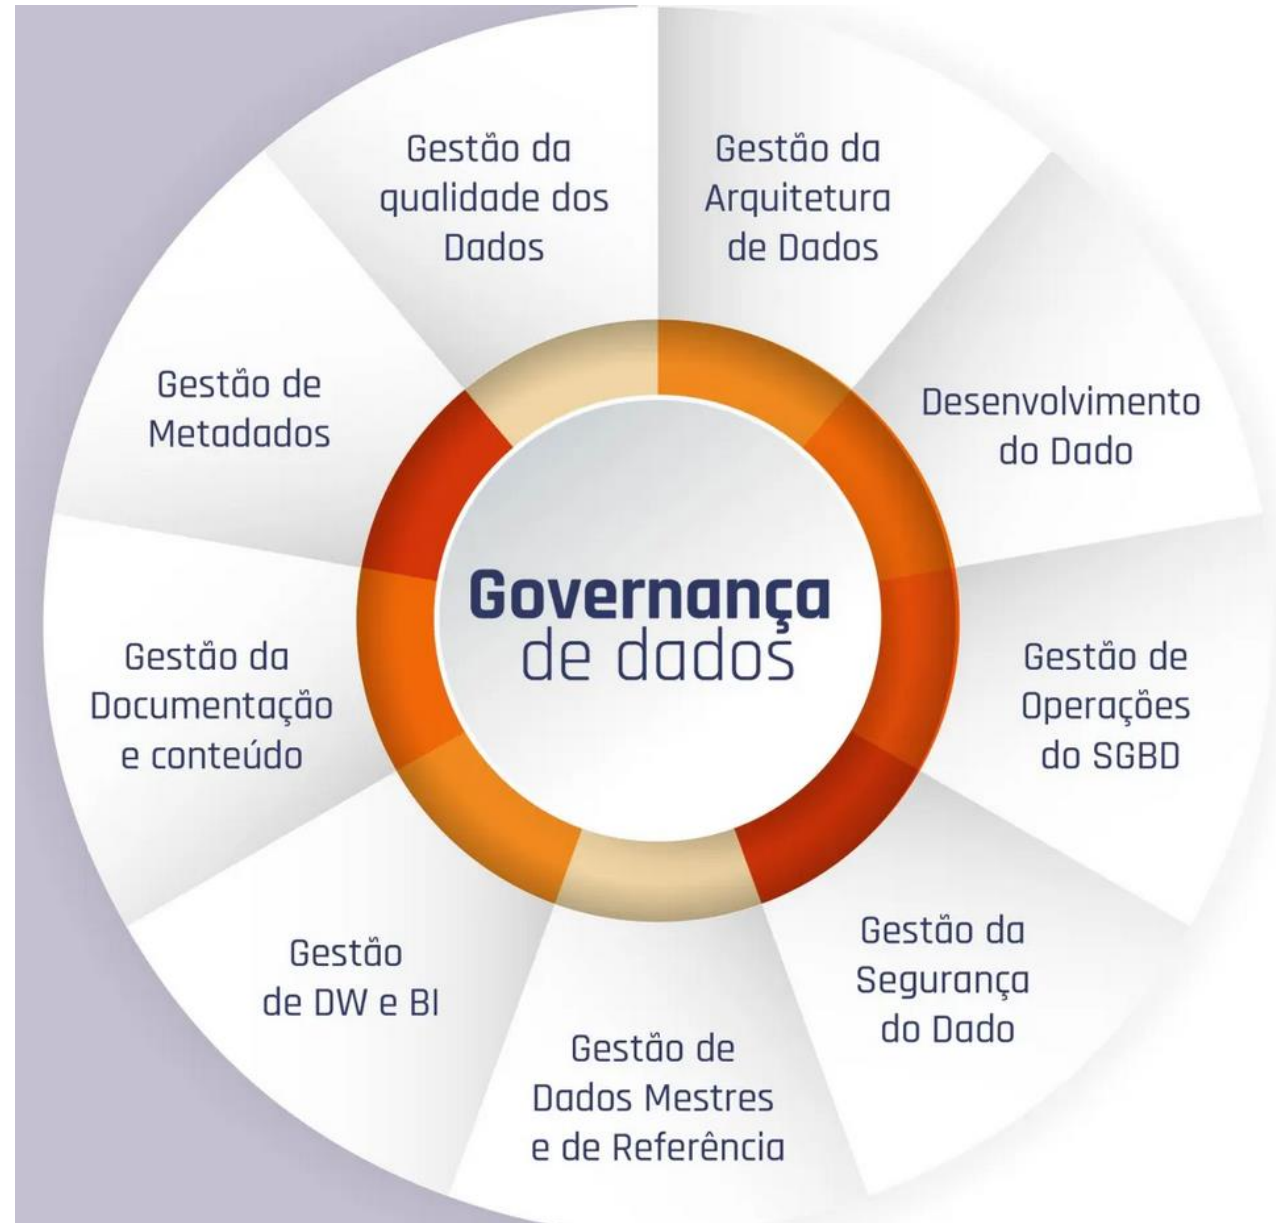 Gestão da
qualidade dos
Dados
Gestão da
Arquitetura
de Dados
Desenvolvimento
do Dado
Gestão de
Operações
do SGBD
Gestão da
Segurança
do Dado
Gestão de
Dados Mestres
e de Referência
Gestão
de DW e BI
Gestão da
Documentação
e conteúdo
Gestão de
Metadados
Governança
de dados